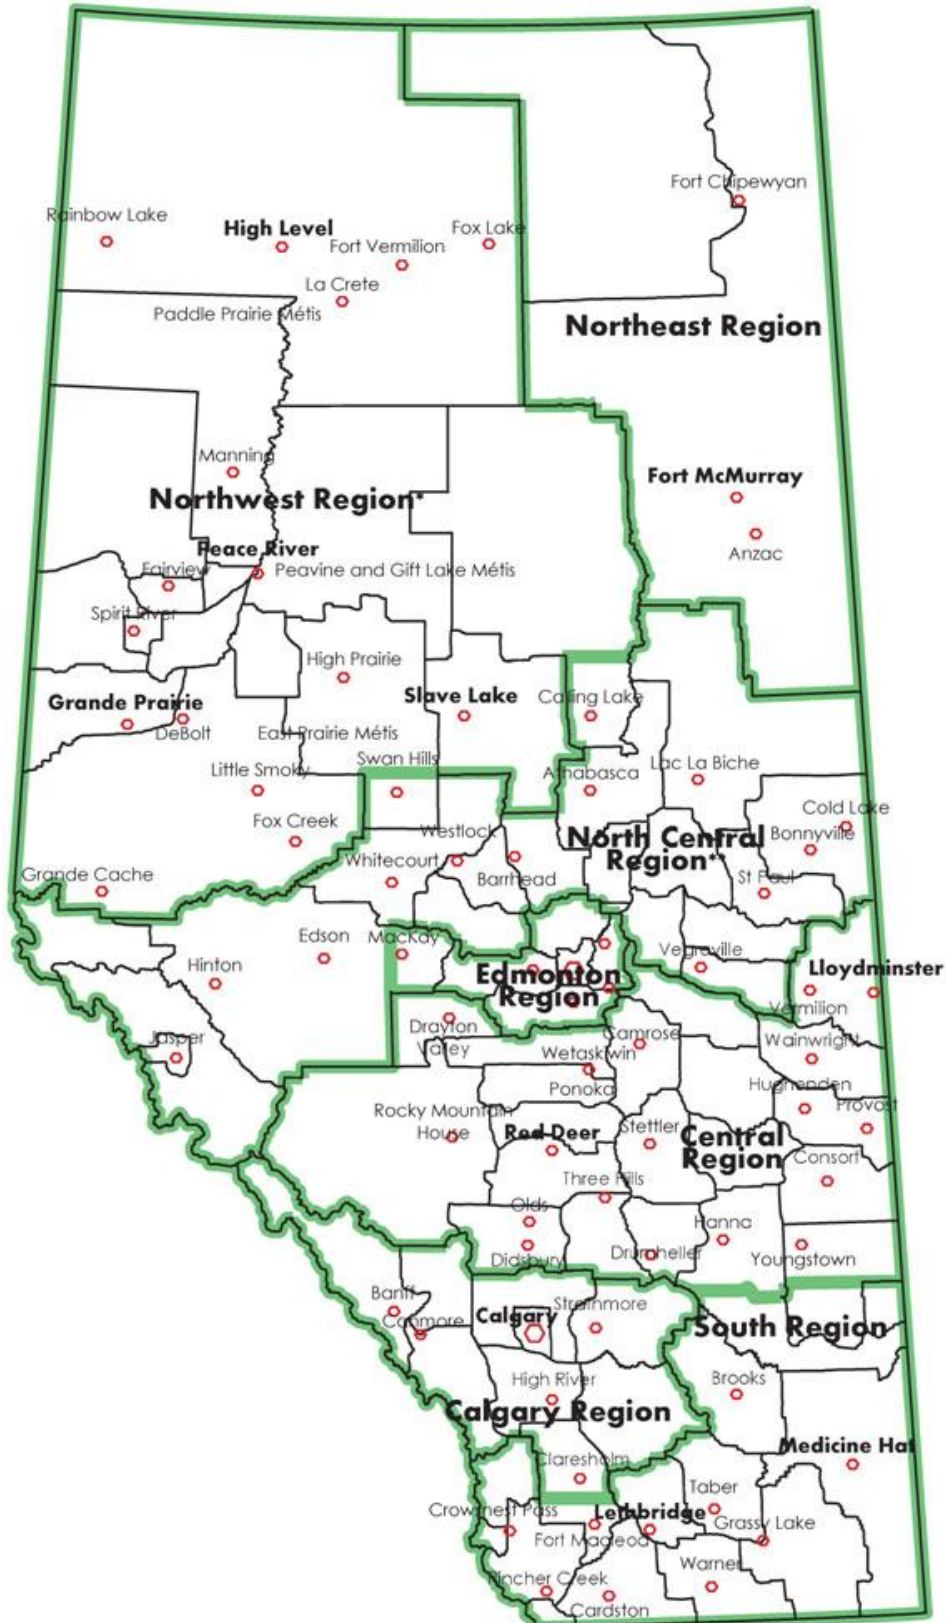 Fort Chipewyan
Rainbow Lake
High Level
Fox Lake
Fort Vermilion
La Crete
Paddle Prairie Métis
Northeast Region
Manning
Fort McMurray
Northwest Region*
Anzac
Peace River
Fairview
Peavine and Gift Lake Métis
Spirit River
High Prairie
Grande Prairie
Slave Lake
Calling Lake
DeBolt
East Prairie Métis
Swan Hills
Little Smoky
Athabasca
Lac La Biche
Cold Lake
Fox Creek
Westlock
North Central
Region**
Bonnyville
Whitecourt
Barrhead
St Paul
Grande Cache
Edson
MacKay
Vegreville
Hinton
Edmonton
Region
Lloydminster
Vermilion
Jasper
Drayton
Valley
Camrose
Wainwright
Wetaskiwin
Ponoka
Hughenden
Provost
Rocky Mountain
House
Red Deer
Stettler
Central
Region
Consort
Three Hills
Olds
Hanna
Didsbury
Drumheller
Youngstown
Banff
Canmore
Calgary
Strathmore
South Region
High River
Brooks
Calgary Region
Medicine Hat
Claresholm
Taber
Crowsnest Pass
Lethbridge
Fort Macleod
Grassy Lake
Warner
Pincher Creek
Cardston